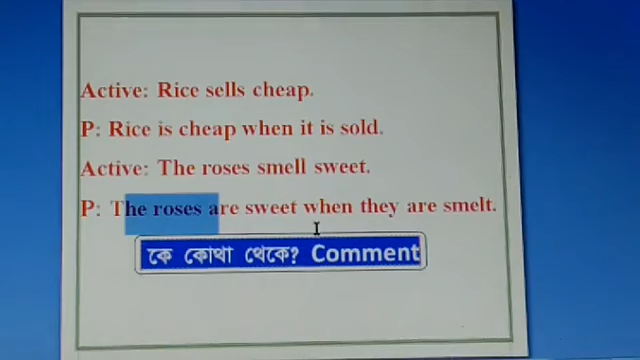 Active: Rice sells cheap.
P: Rice is cheap when it is sold.
Active: The roses smell sweet.
P: The roses are sweet when they are smelt.
কে কোথা থেকে? Comment